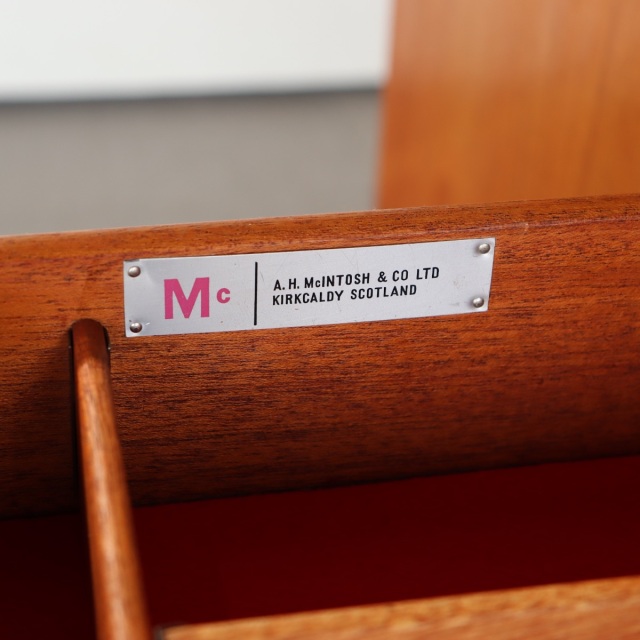 Mc
A.H. McINTOSH & CO LTD
KIRKCALDY SCOTLAND